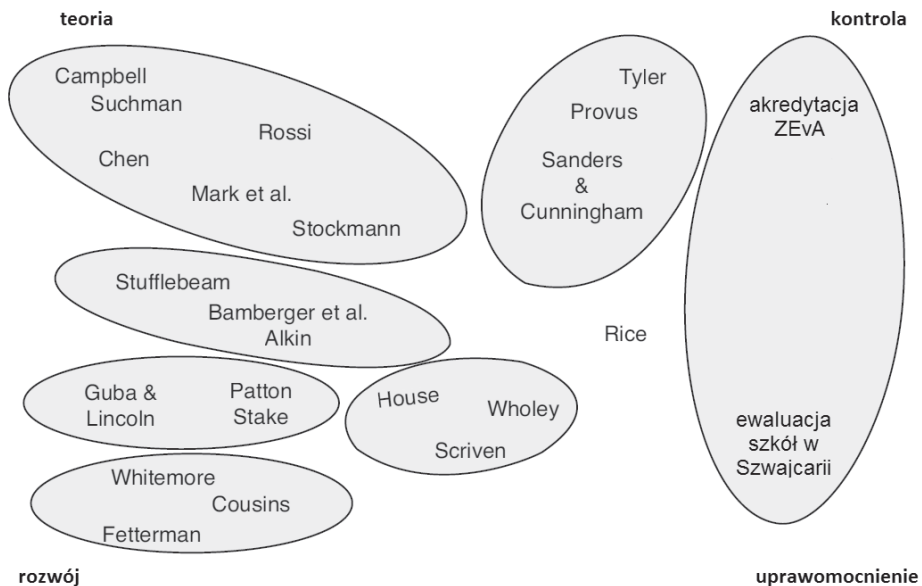 teoria
kontrola
Campbell
Suchman
Rossi
Chen
Mark et al.
Stockmann
Tyler
Provus
Sanders
&
Cunningham
akredytacja
ZEvA
Stufflebeam
Bamberger et al.
Alkin
Rice
Guba &
Lincoln
Patton
Stake
House
Wholey
Scriven
ewaluacja
szkół w
Szwajcarii
Whitemore
Cousins
Fetterman
rozwój
uprawomocnienie